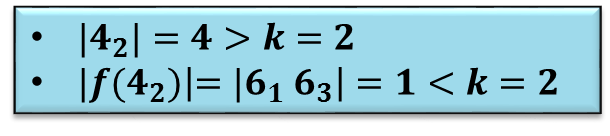 • |𝟒₂| = 𝟒 > 𝒌 = 𝟐
• |𝒇(𝟒₂)|= |𝟔₁ 𝟔₃| = 𝟏 < 𝒌 = 𝟐